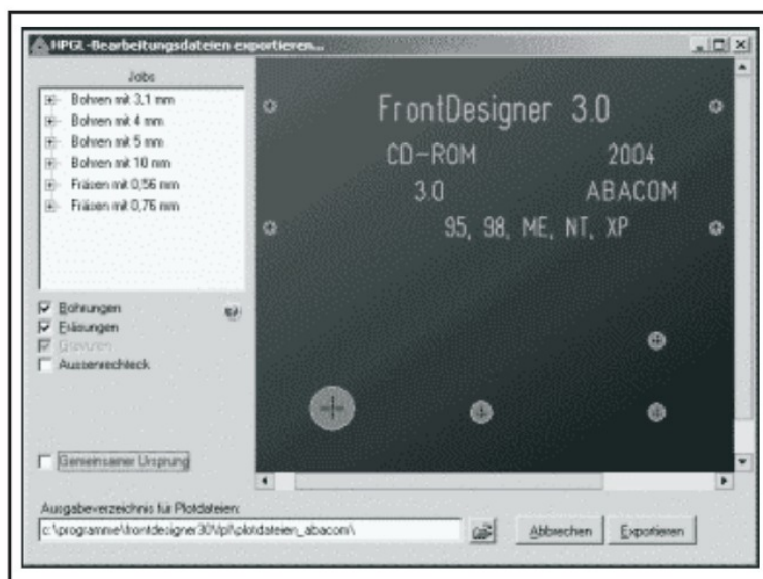 HPGL-Bearbeitungsdateien exportieren...
Jobs
Bohren mit 3,1 mm
Bohren mit 4 mm
Bohren mit 5 mm
Bohren mit 10 mm
Fräsen mit 0,56 mm
Fräsen mit 0,76 mm
Bohrungen
Fräsungen
Gravuren
Aussenrechteck
Gemeinsamer Ursprung
FrontDesigner 3.0
CD-ROM 2004
3.0 ABACOM
95, 98, ME, NT, XP
Ausgabeverzeichnis für Plotdateien:
c:\programme\frontdesigner30\fpl\plotdateien_abacom\
Abbrechen
Exportieren